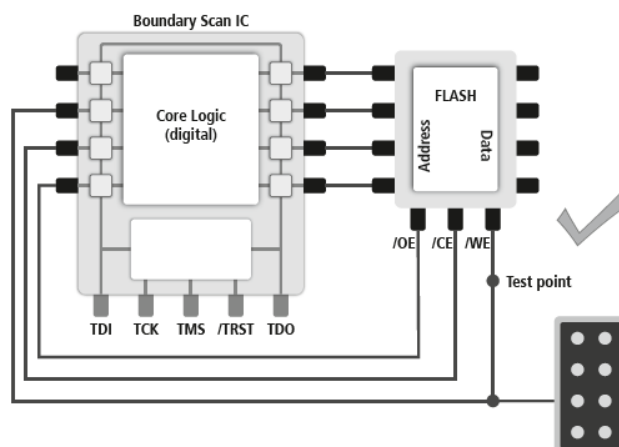 Boundary Scan IC
Core Logic
(digital)
FLASH
Address
Data
/OE
/CE
/WE
Test point
TDI
TCK
TMS
/TRST
TDO